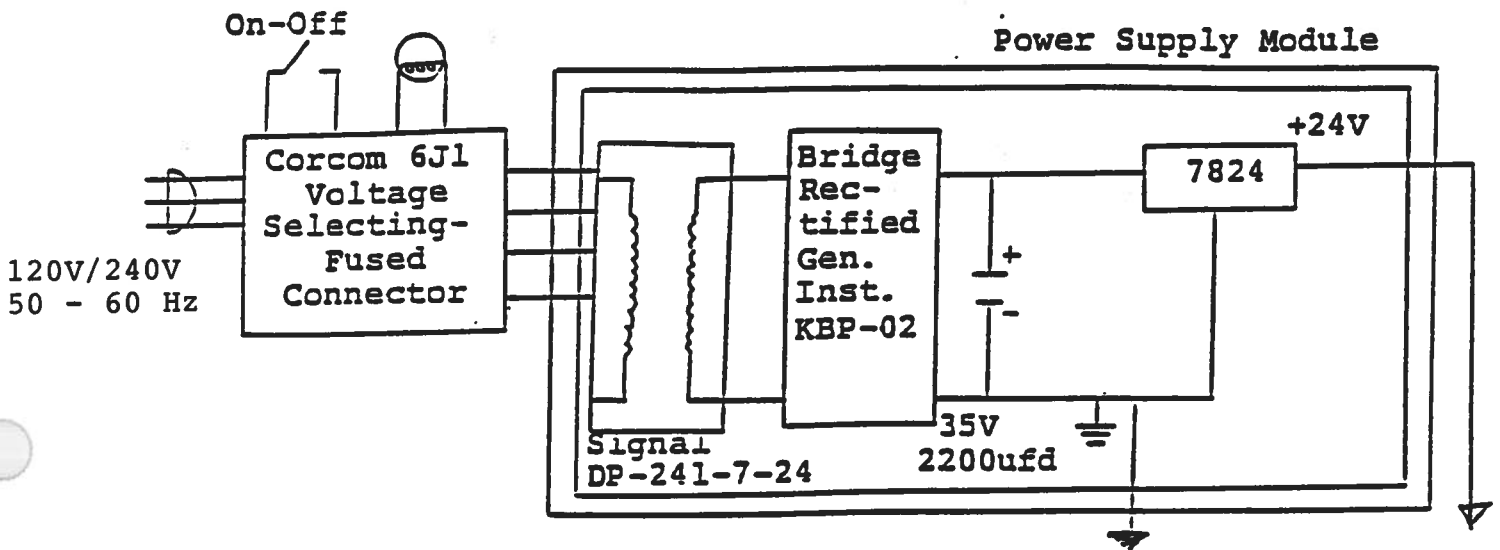 On-Off
Power Supply Module
+24V
Corcom 6J1
Voltage
Selecting-
Fused
Connector
Bridge
Rec-
tified
Gen.
Inst.
KBP-02
7824
+
-
120V/240V
50 - 60 Hz
35V
2200ufd
Signal
DP-241-7-24